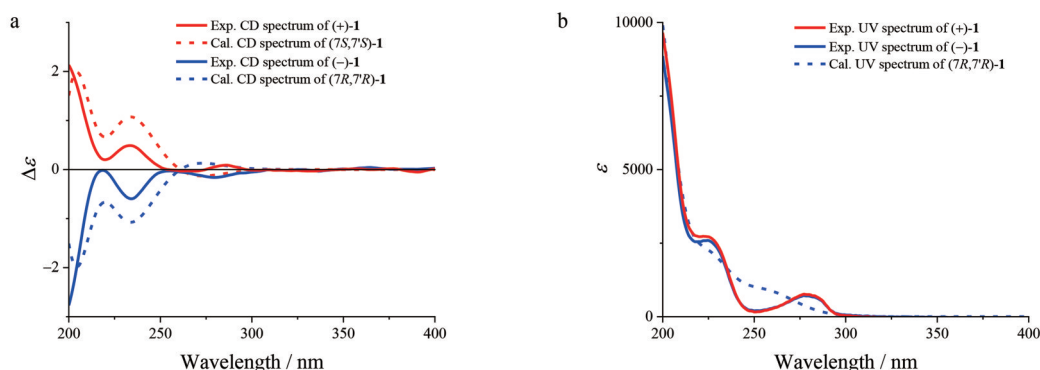 a
Exp. CD spectrum of (+)-1
Cal. CD spectrum of (7S,7'S)-1
Exp. CD spectrum of (−)-1
Cal. CD spectrum of (7R,7'R)-1
2
0
−2
Δε
200 250 300 350 400
Wavelength / nm
b
Exp. UV spectrum of (+)-1
Exp. UV spectrum of (−)-1
Cal. UV spectrum of (7R,7'R)-1
10000
5000
0
ε
200 250 300 350 400
Wavelength / nm